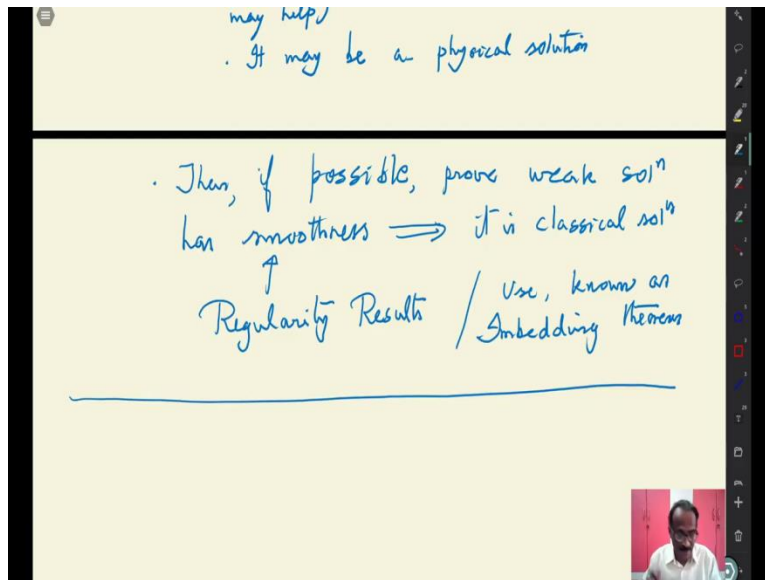 may help)
. It may be a physical solution
. Then, if possible, prove weak solⁿ
has smoothness ⟹ it is classical solⁿ
↑
Regularity Results / Use, known as
Imbedding theorems